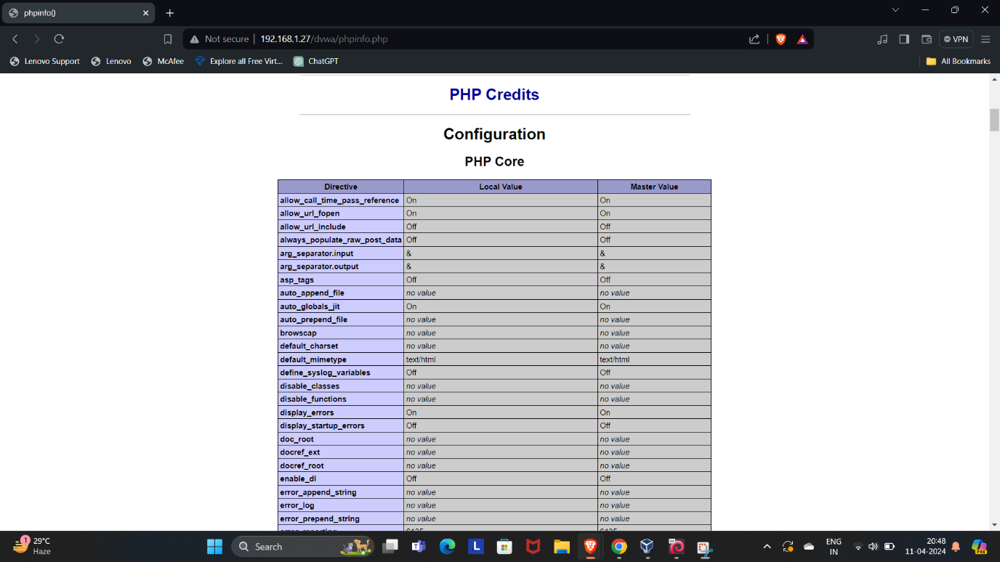 phpinfo()
Not secure 192.168.1.27/dvwa/phpinfo.php
VPN
Lenovo Support Lenovo McAfee Explore all Free Virt... ChatGPT All Bookmarks
PHP Credits
Configuration
PHP Core
Directive Local Value Master Value
allow_call_time_pass_reference On On
allow_url_fopen On On
allow_url_include Off Off
always_populate_raw_post_data Off Off
arg_separator.input & &
arg_separator.output & &
asp_tags Off Off
auto_append_file no value no value
auto_globals_jit On On
auto_prepend_file no value no value
browscap no value no value
default_charset no value no value
default_mimetype text/html text/html
define_syslog_variables Off Off
disable_classes no value no value
disable_functions no value no value
display_errors On On
display_startup_errors Off Off
doc_root no value no value
docref_ext no value no value
docref_root no value no value
enable_dl Off Off
error_append_string no value no value
error_log no value no value
error_prepend_string no value no value
1
29°C
Haze
Search
L
ENG
IN
20:48
11-04-2024
PRE